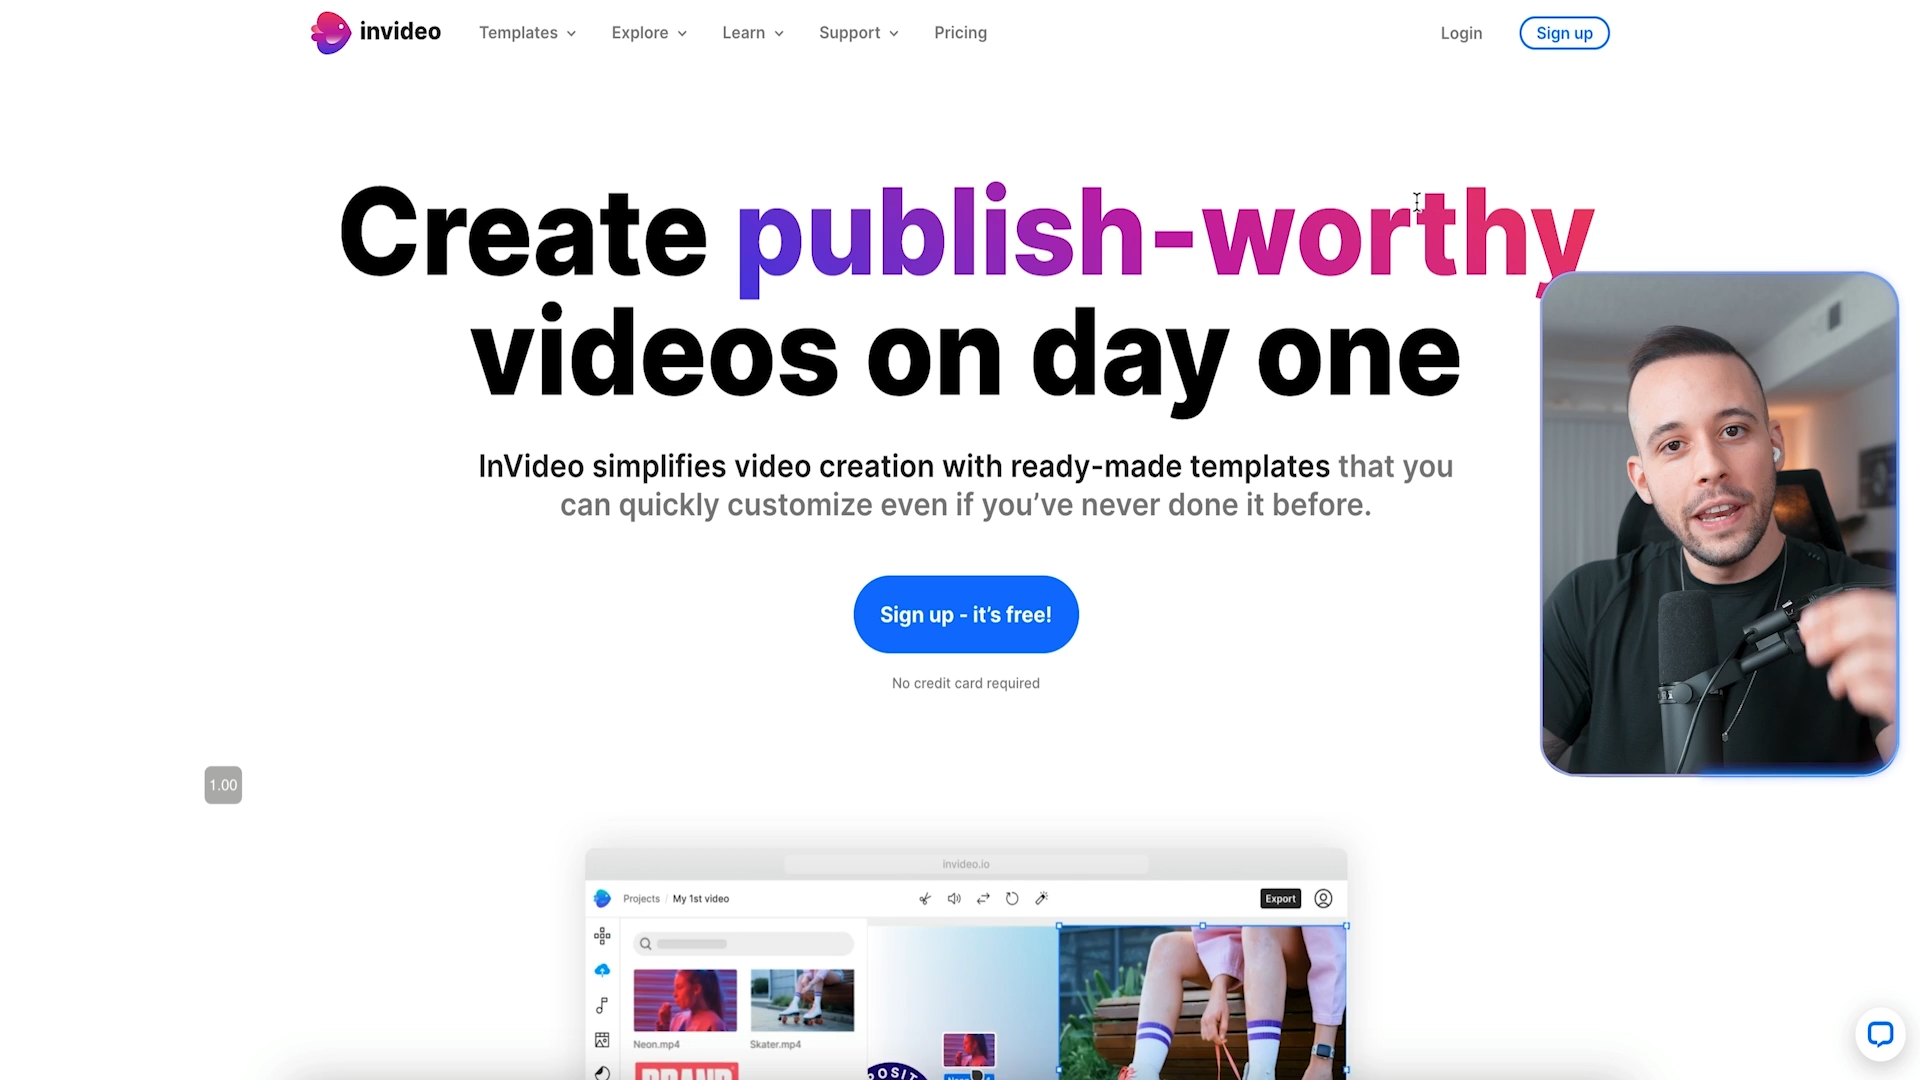 invideo
Templates
Explore
Learn
Support
Pricing
Login
Sign up
Create publish-worthy
videos on day one
InVideo simplifies video creation with ready-made templates that you
can quickly customize even if you’ve never done it before.
Sign up - it’s free!
No credit card required
1.00
invideo.io
Projects / My 1st video
Export
Neon.mp4
Skater.mp4
BRAND